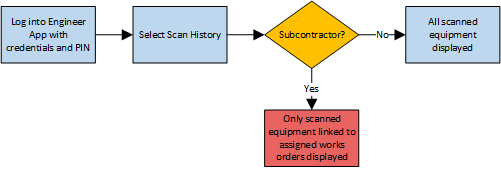 Log into Engineer
App with
credentials and PIN
Select Scan History
Subcontractor?
No
All scanned
equipment
displayed
Yes
Only scanned
equipment linked to
assigned works
orders displayed